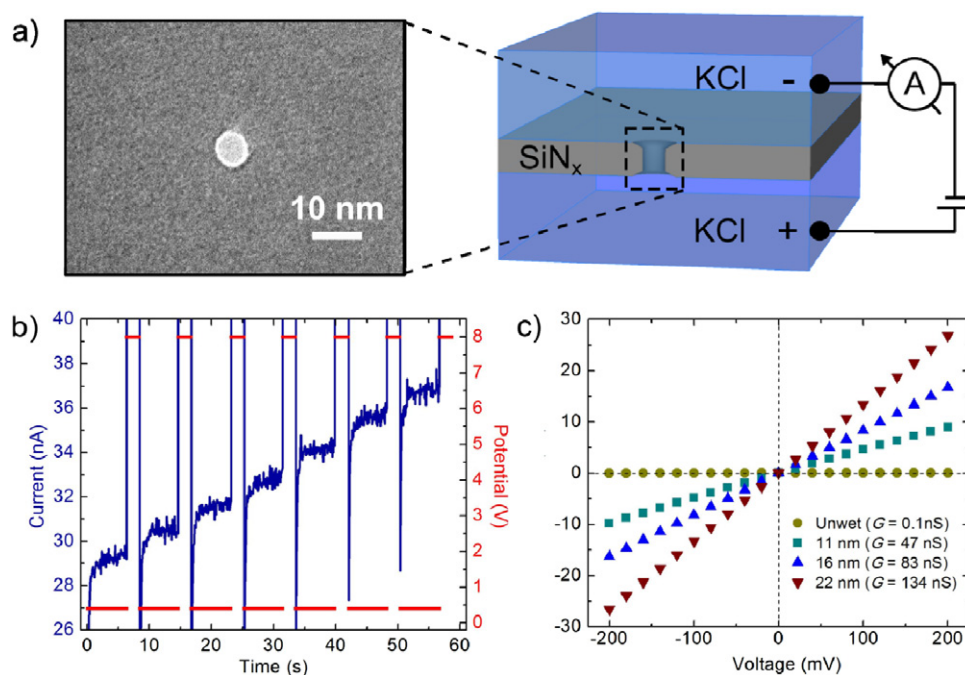 a)
10 nm
KCl -
A
SiNₓ
KCl +
b)
Current (nA)
40
38
36
34
32
30
28
26
0 10 20 30 40 50 60
Time (s)
8
7
6
5
4
3
2
1
0
Potential (V)
c)
30
20
10
0
-10
-20
-30
-200 -100 0 100 200
Voltage (mV)
Unwet (G = 0.1nS)
11 nm (G = 47 nS)
16 nm (G = 83 nS)
22 nm (G = 134 nS)